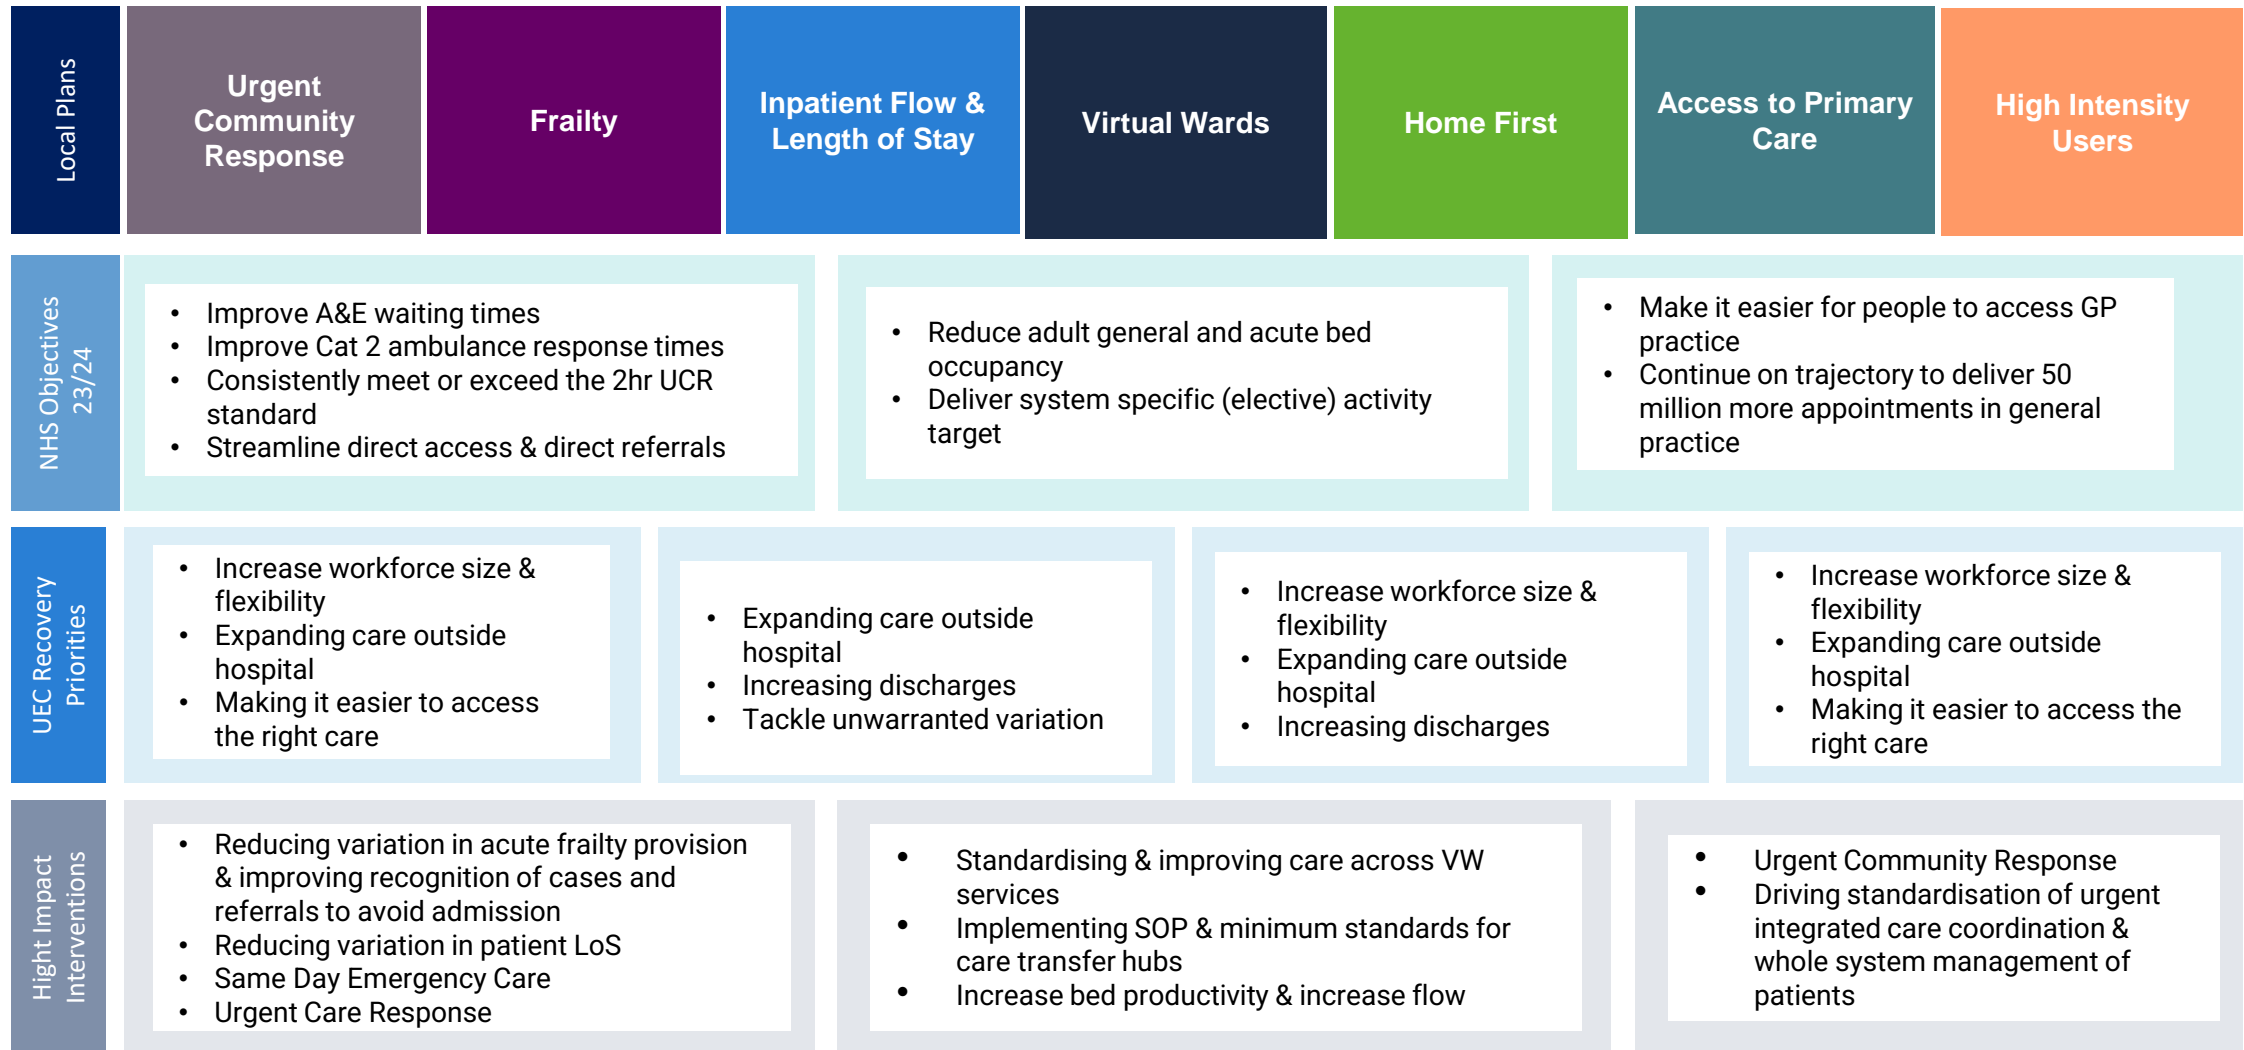 Local Plans
Urgent
Community
Response
Frailty
Inpatient Flow &
Length of Stay
Virtual Wards
Home First
Access to Primary
Care
High Intensity
Users
NHS Objectives
23/24
• Improve A&E waiting times
• Improve Cat 2 ambulance response times
• Consistently meet or exceed the 2hr UCR
standard
• Streamline direct access & direct referrals
• Reduce adult general and acute bed
occupancy
• Deliver system specific (elective) activity
target
• Make it easier for people to access GP
practice
• Continue on trajectory to deliver 50
million more appointments in general
practice
UEC Recovery
Priorities
• Increase workforce size &
flexibility
• Expanding care outside
hospital
• Making it easier to access
the right care
• Expanding care outside
hospital
• Increasing discharges
• Tackle unwarranted variation
• Increase workforce size &
flexibility
• Expanding care outside
hospital
• Increasing discharges
• Increase workforce size &
flexibility
• Expanding care outside
hospital
• Making it easier to access the
right care
Hight Impact
Interventions
• Reducing variation in acute frailty provision
& improving recognition of cases and
referrals to avoid admission
• Reducing variation in patient LoS
• Same Day Emergency Care
• Urgent Care Response
• Standardising & improving care across VW
services
• Implementing SOP & minimum standards for
care transfer hubs
• Increase bed productivity & increase flow
• Urgent Community Response
• Driving standardisation of urgent
integrated care coordination &
whole system management of
patients